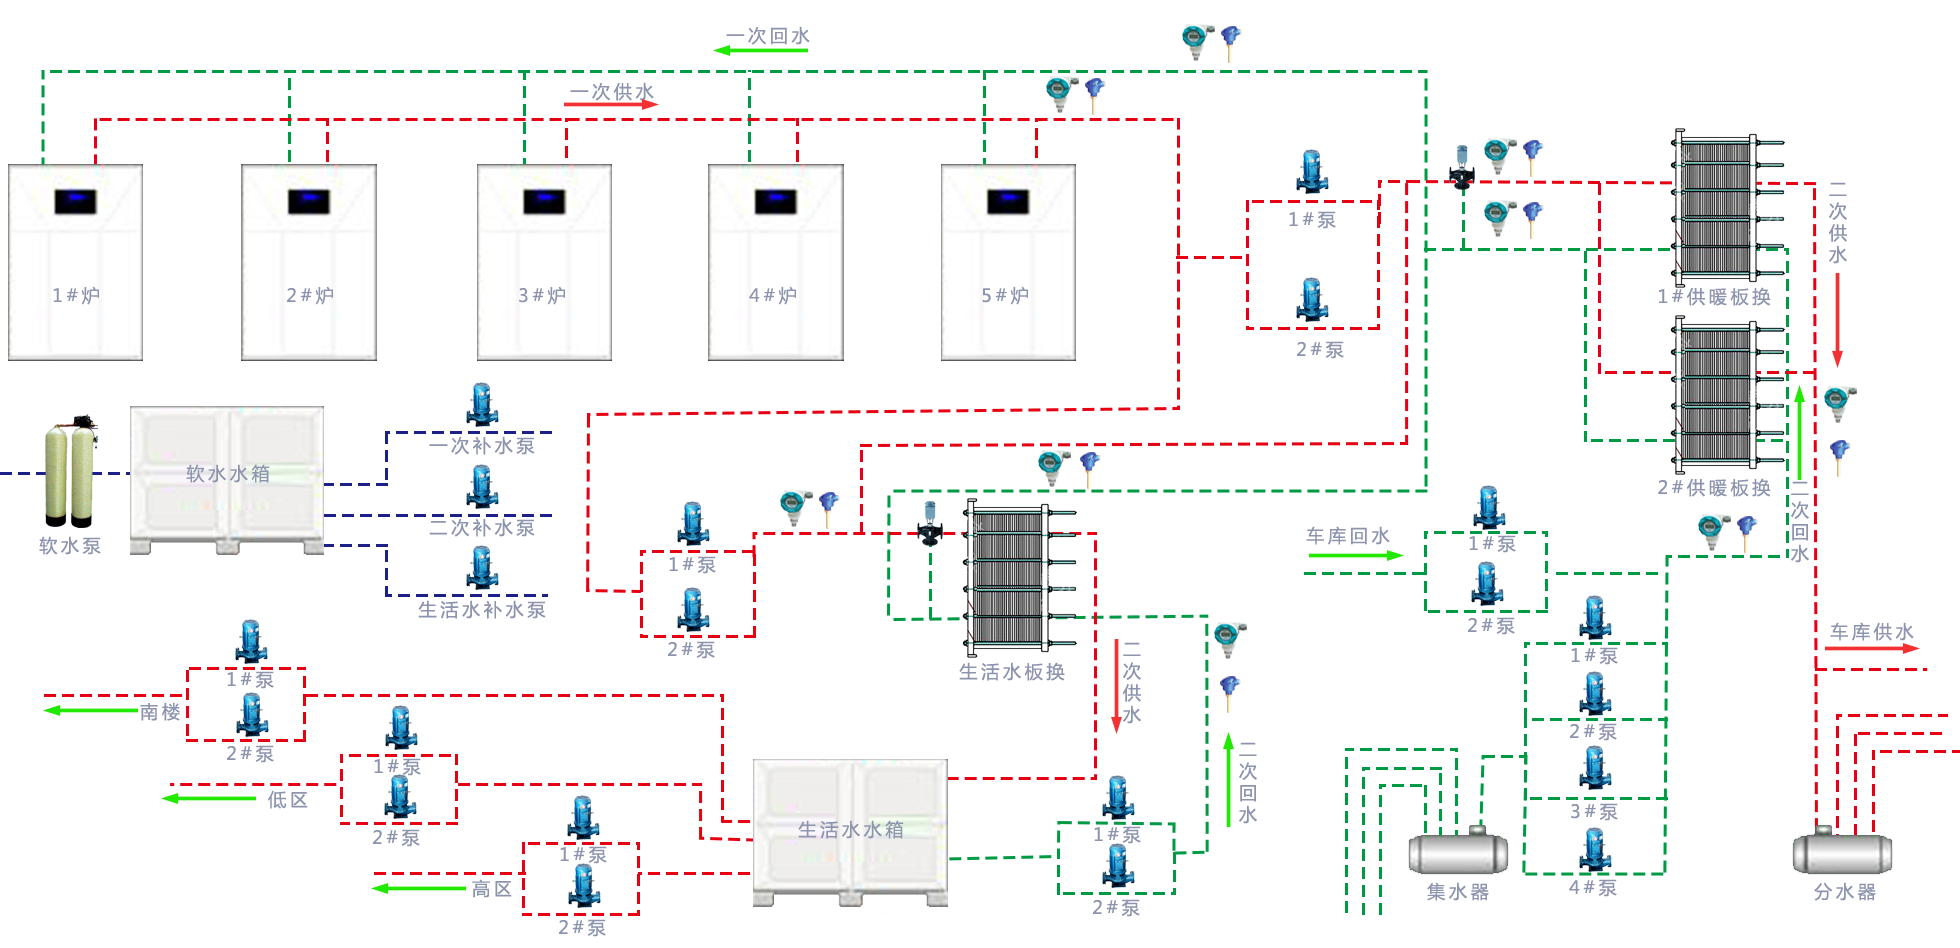 一次回水
一次供水
1#炉
2#炉
3#炉
4#炉
5#炉
1#泵
2#泵
二次供水
1#供暖板换
2#供暖板换
二次回水
软水泵
软水水箱
一次补水泵
二次补水泵
生活水补水泵
1#泵
2#泵
生活水板换
二次供水
二次回水
车库回水
1#泵
2#泵
车库供水
1#泵
2#泵
3#泵
4#泵
1#泵
2#泵
南楼
1#泵
2#泵
低区
1#泵
2#泵
高区
生活水水箱
1#泵
2#泵
集水器
分水器